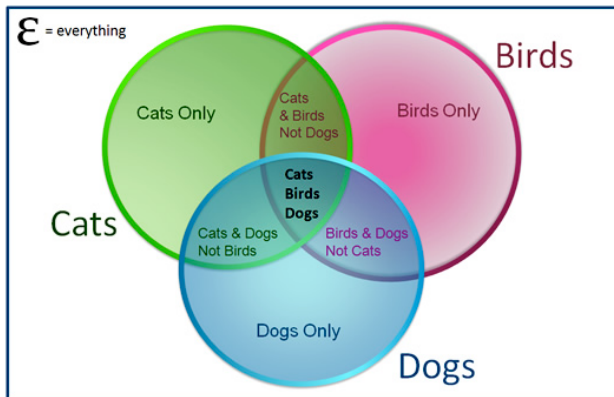 ε = everything
Birds
Cats Only
Cats
& Birds
Not Dogs
Birds Only
Cats
Birds
Dogs
Cats
Cats & Dogs
Not Birds
Birds & Dogs
Not Cats
Dogs Only
Dogs